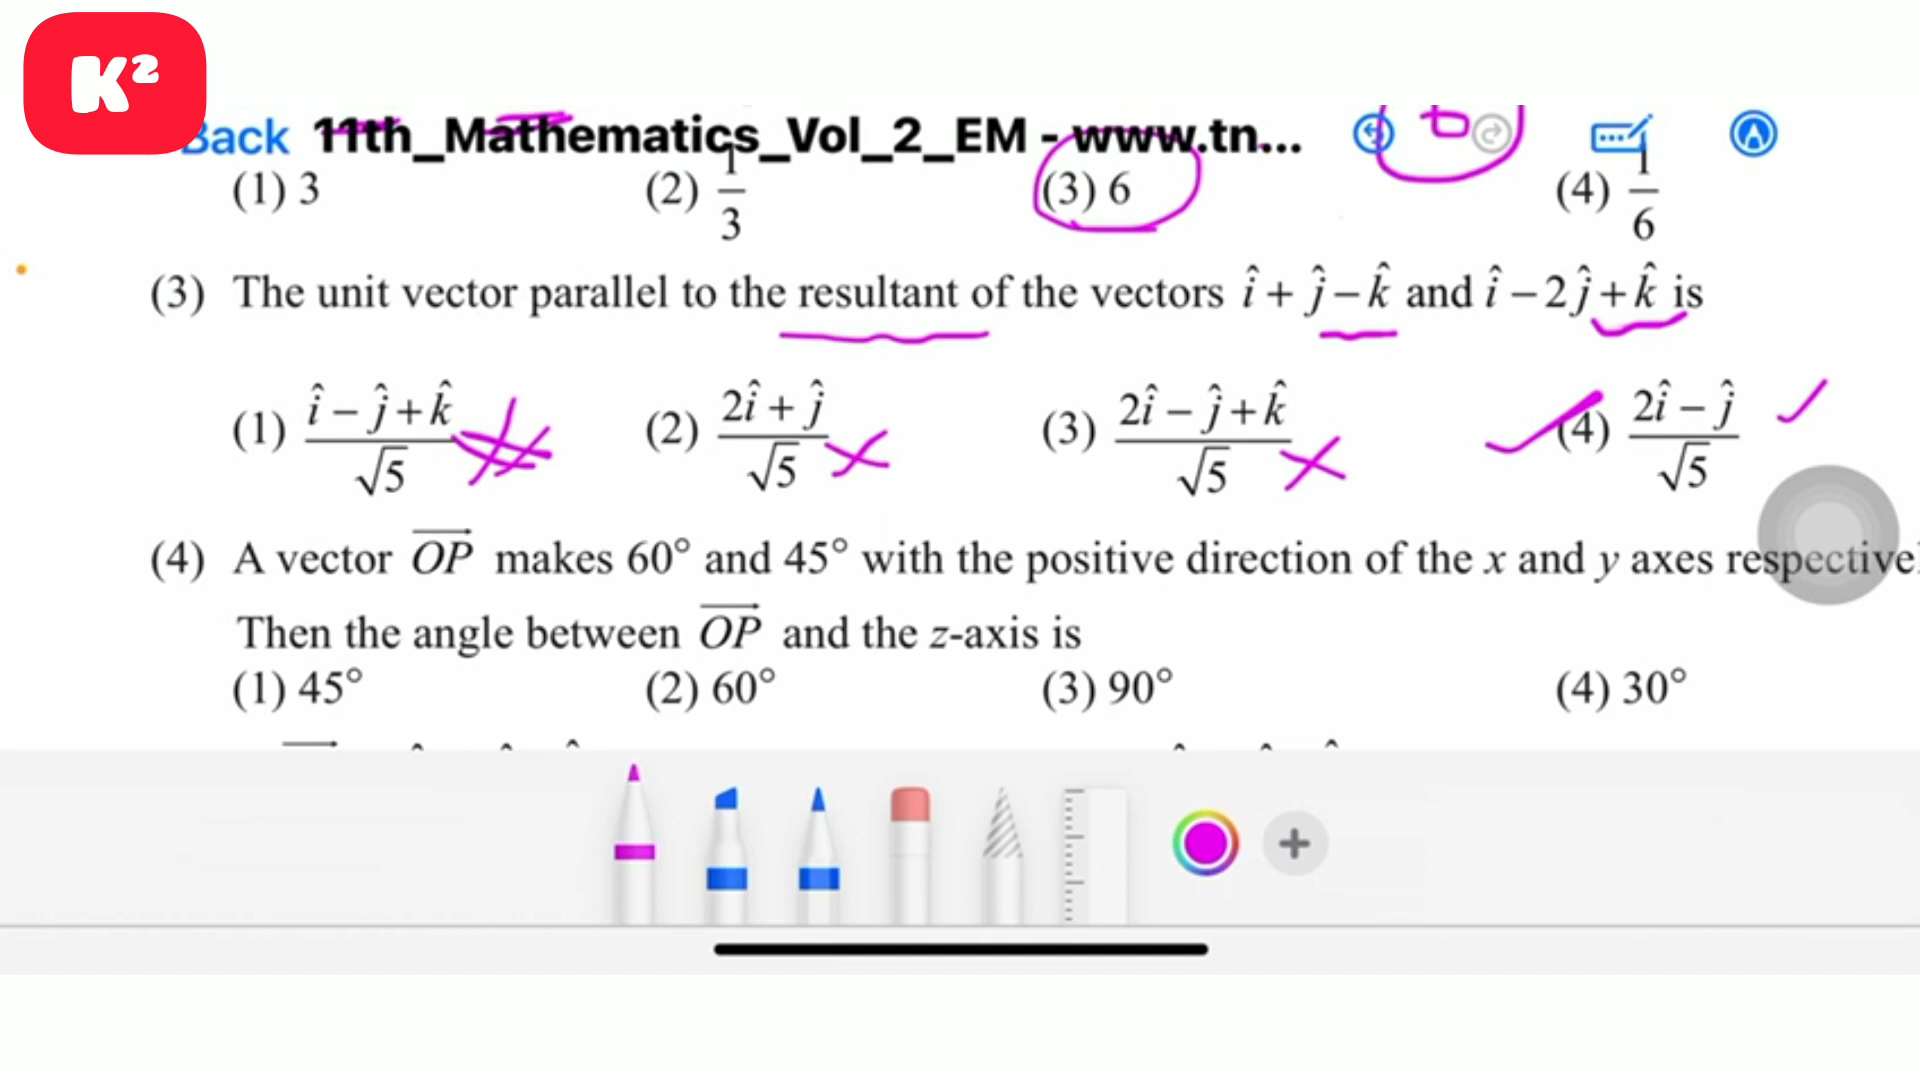 K²
Back 11th_Mathematics_Vol_2_EM - www.tn...
(1) 3 (2) 1/3 (3) 6 (4) 1/6
(3) The unit vector parallel to the resultant of the vectors î + ĵ − k̂ and î − 2ĵ + k̂ is
(1) (î − ĵ + k̂)/√5 (2) (2î + ĵ)/√5 (3) (2î − ĵ + k̂)/√5 (4) (2î − ĵ)/√5
(4) A vector OP⃗ makes 60° and 45° with the positive direction of the x and y axes respective
Then the angle between OP⃗ and the z-axis is
(1) 45° (2) 60° (3) 90° (4) 30°